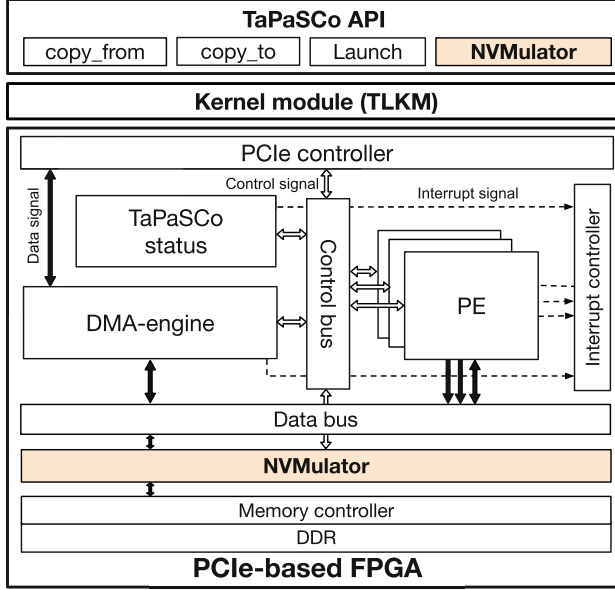 TaPaSCo API
copy_from
copy_to
Launch
NVMulator
Kernel module (TLKM)
PCIe controller
Data signal
Control signal
Interrupt signal
TaPaSCo
status
Control bus
PE
Interrupt controller
DMA-engine
Data bus
NVMulator
Memory controller
DDR
PCIe-based FPGA